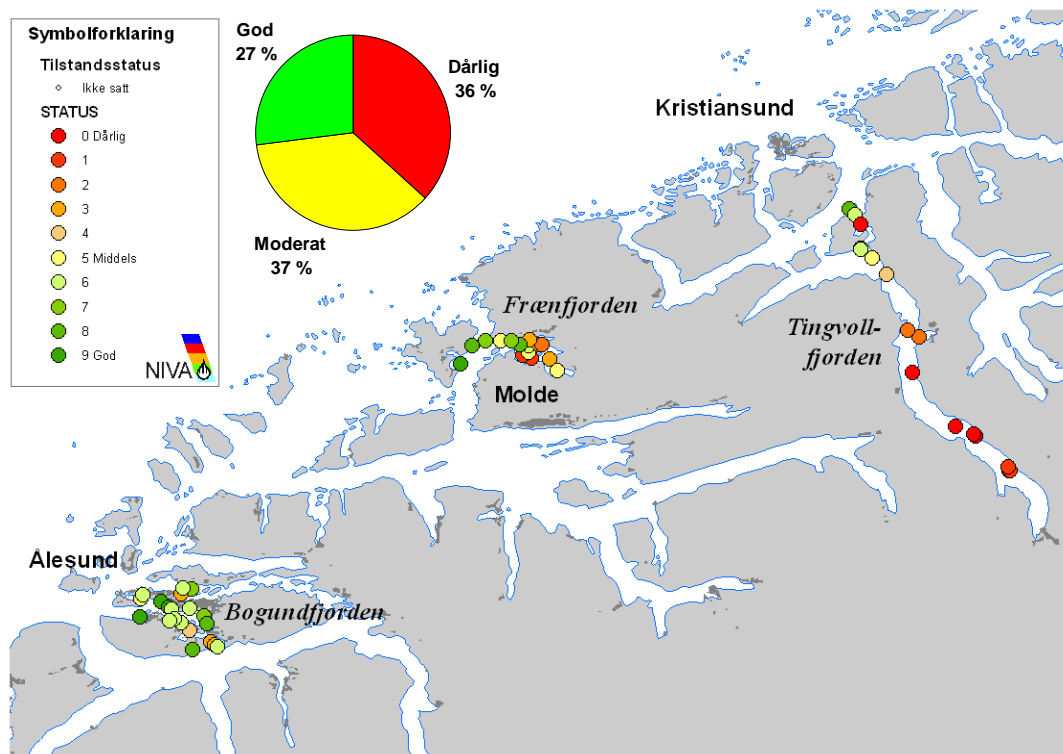 Symbolforklaring
Tilstandsstatus
Ikke satt
STATUS
0 Dårlig
1
2
3
4
5 Middels
6
7
8
9 God
NIVA
God
27 %
Dårlig
36 %
Moderat
37 %
Kristiansund
Frænfjorden
Tingvoll-
fjorden
Molde
Ålesund
Bogundfjorden